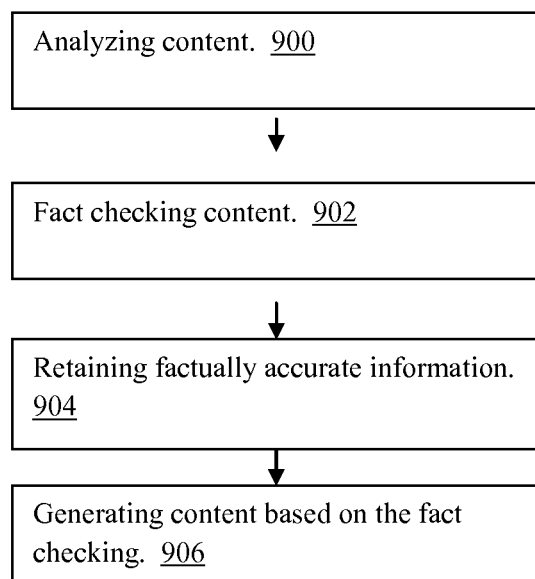 Analyzing content. 900
Fact checking content. 902
Retaining factually accurate information.
904
Generating content based on the fact
checking. 906